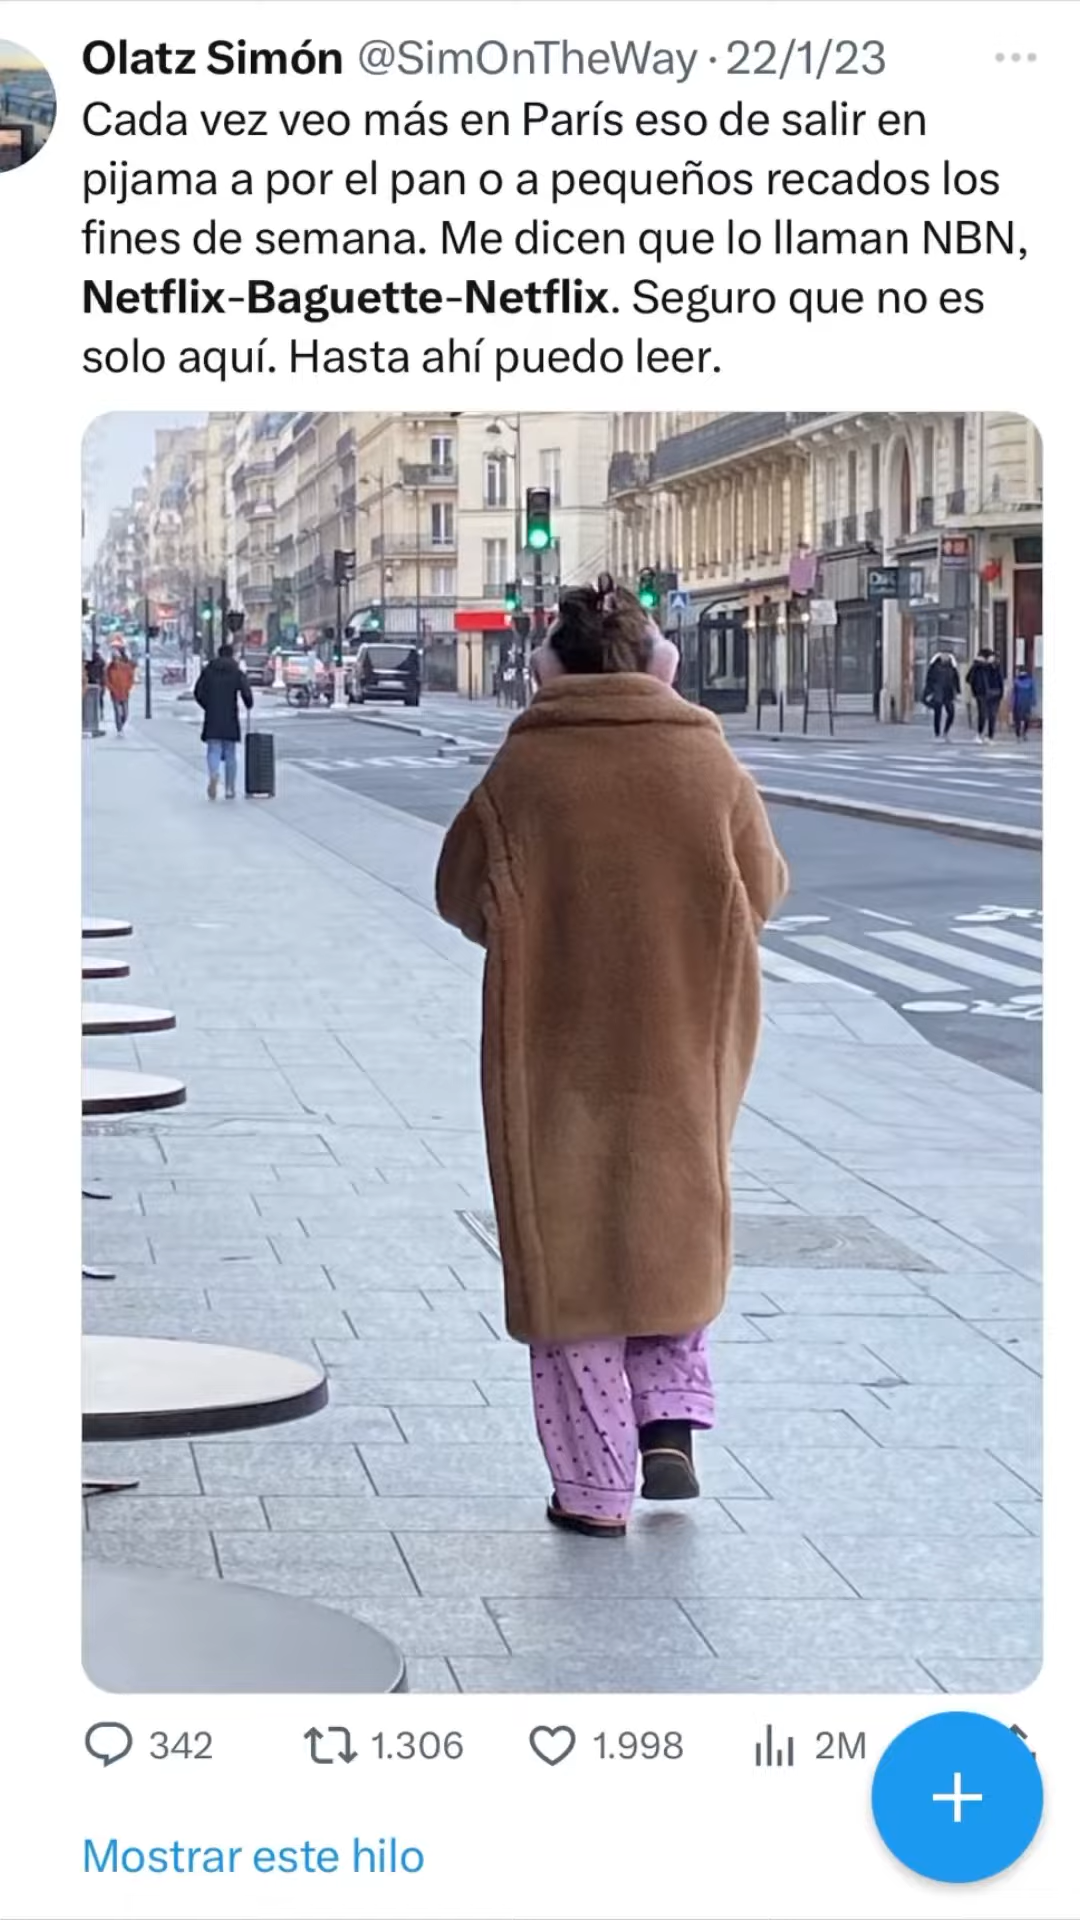 Olatz Simón @SimOnTheWay · 22/1/23
Cada vez veo más en París eso de salir en
pijama a por el pan o a pequeños recados los
fines de semana. Me dicen que lo llaman NBN,
Netflix-Baguette-Netflix. Seguro que no es
solo aquí. Hasta ahí puedo leer.
342 1.306 1.998 2M
Mostrar este hilo